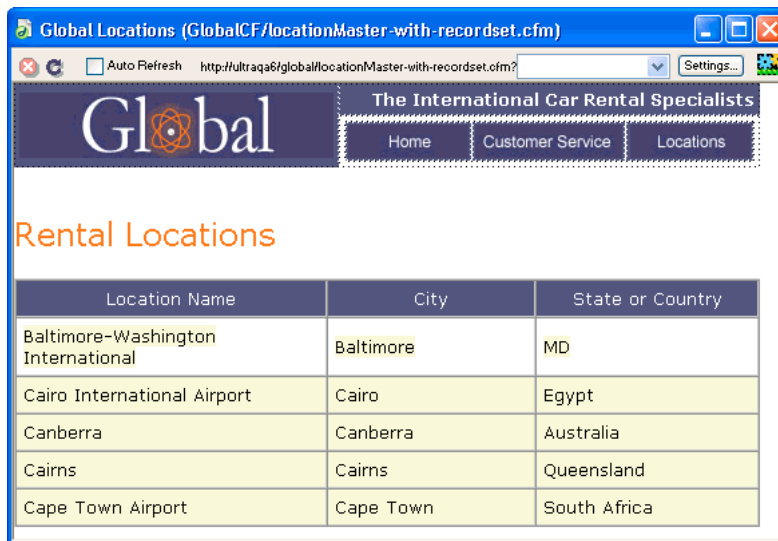 Global Locations (GlobalCF/locationMaster-with-recordset.cfm)
Auto Refresh http://ultraqa6/global/locationMaster-with-recordset.cfm? Settings...
Global
The International Car Rental Specialists
Home Customer Service Locations
Rental Locations
Location Name City State or Country
Baltimore-Washington
International Baltimore MD
Cairo International Airport Cairo Egypt
Canberra Canberra Australia
Cairns Cairns Queensland
Cape Town Airport Cape Town South Africa